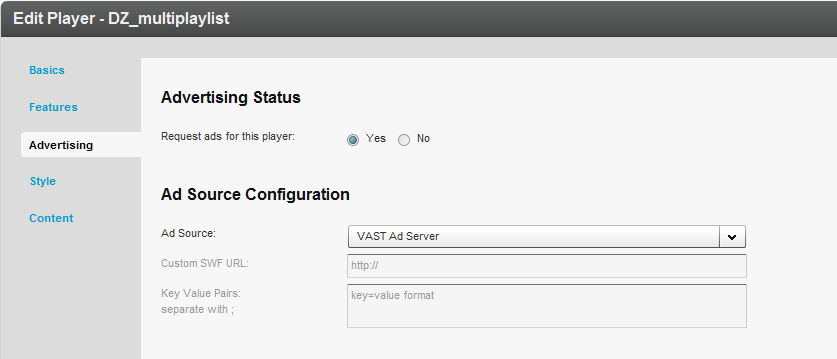 Edit Player - DZ_multiplaylist
Basics
Features
Advertising
Style
Content
Advertising Status
Request ads for this player:
Yes
No
Ad Source Configuration
Ad Source:
VAST Ad Server
Custom SWF URL:
http://
Key Value Pairs:
separate with ;
key=value format